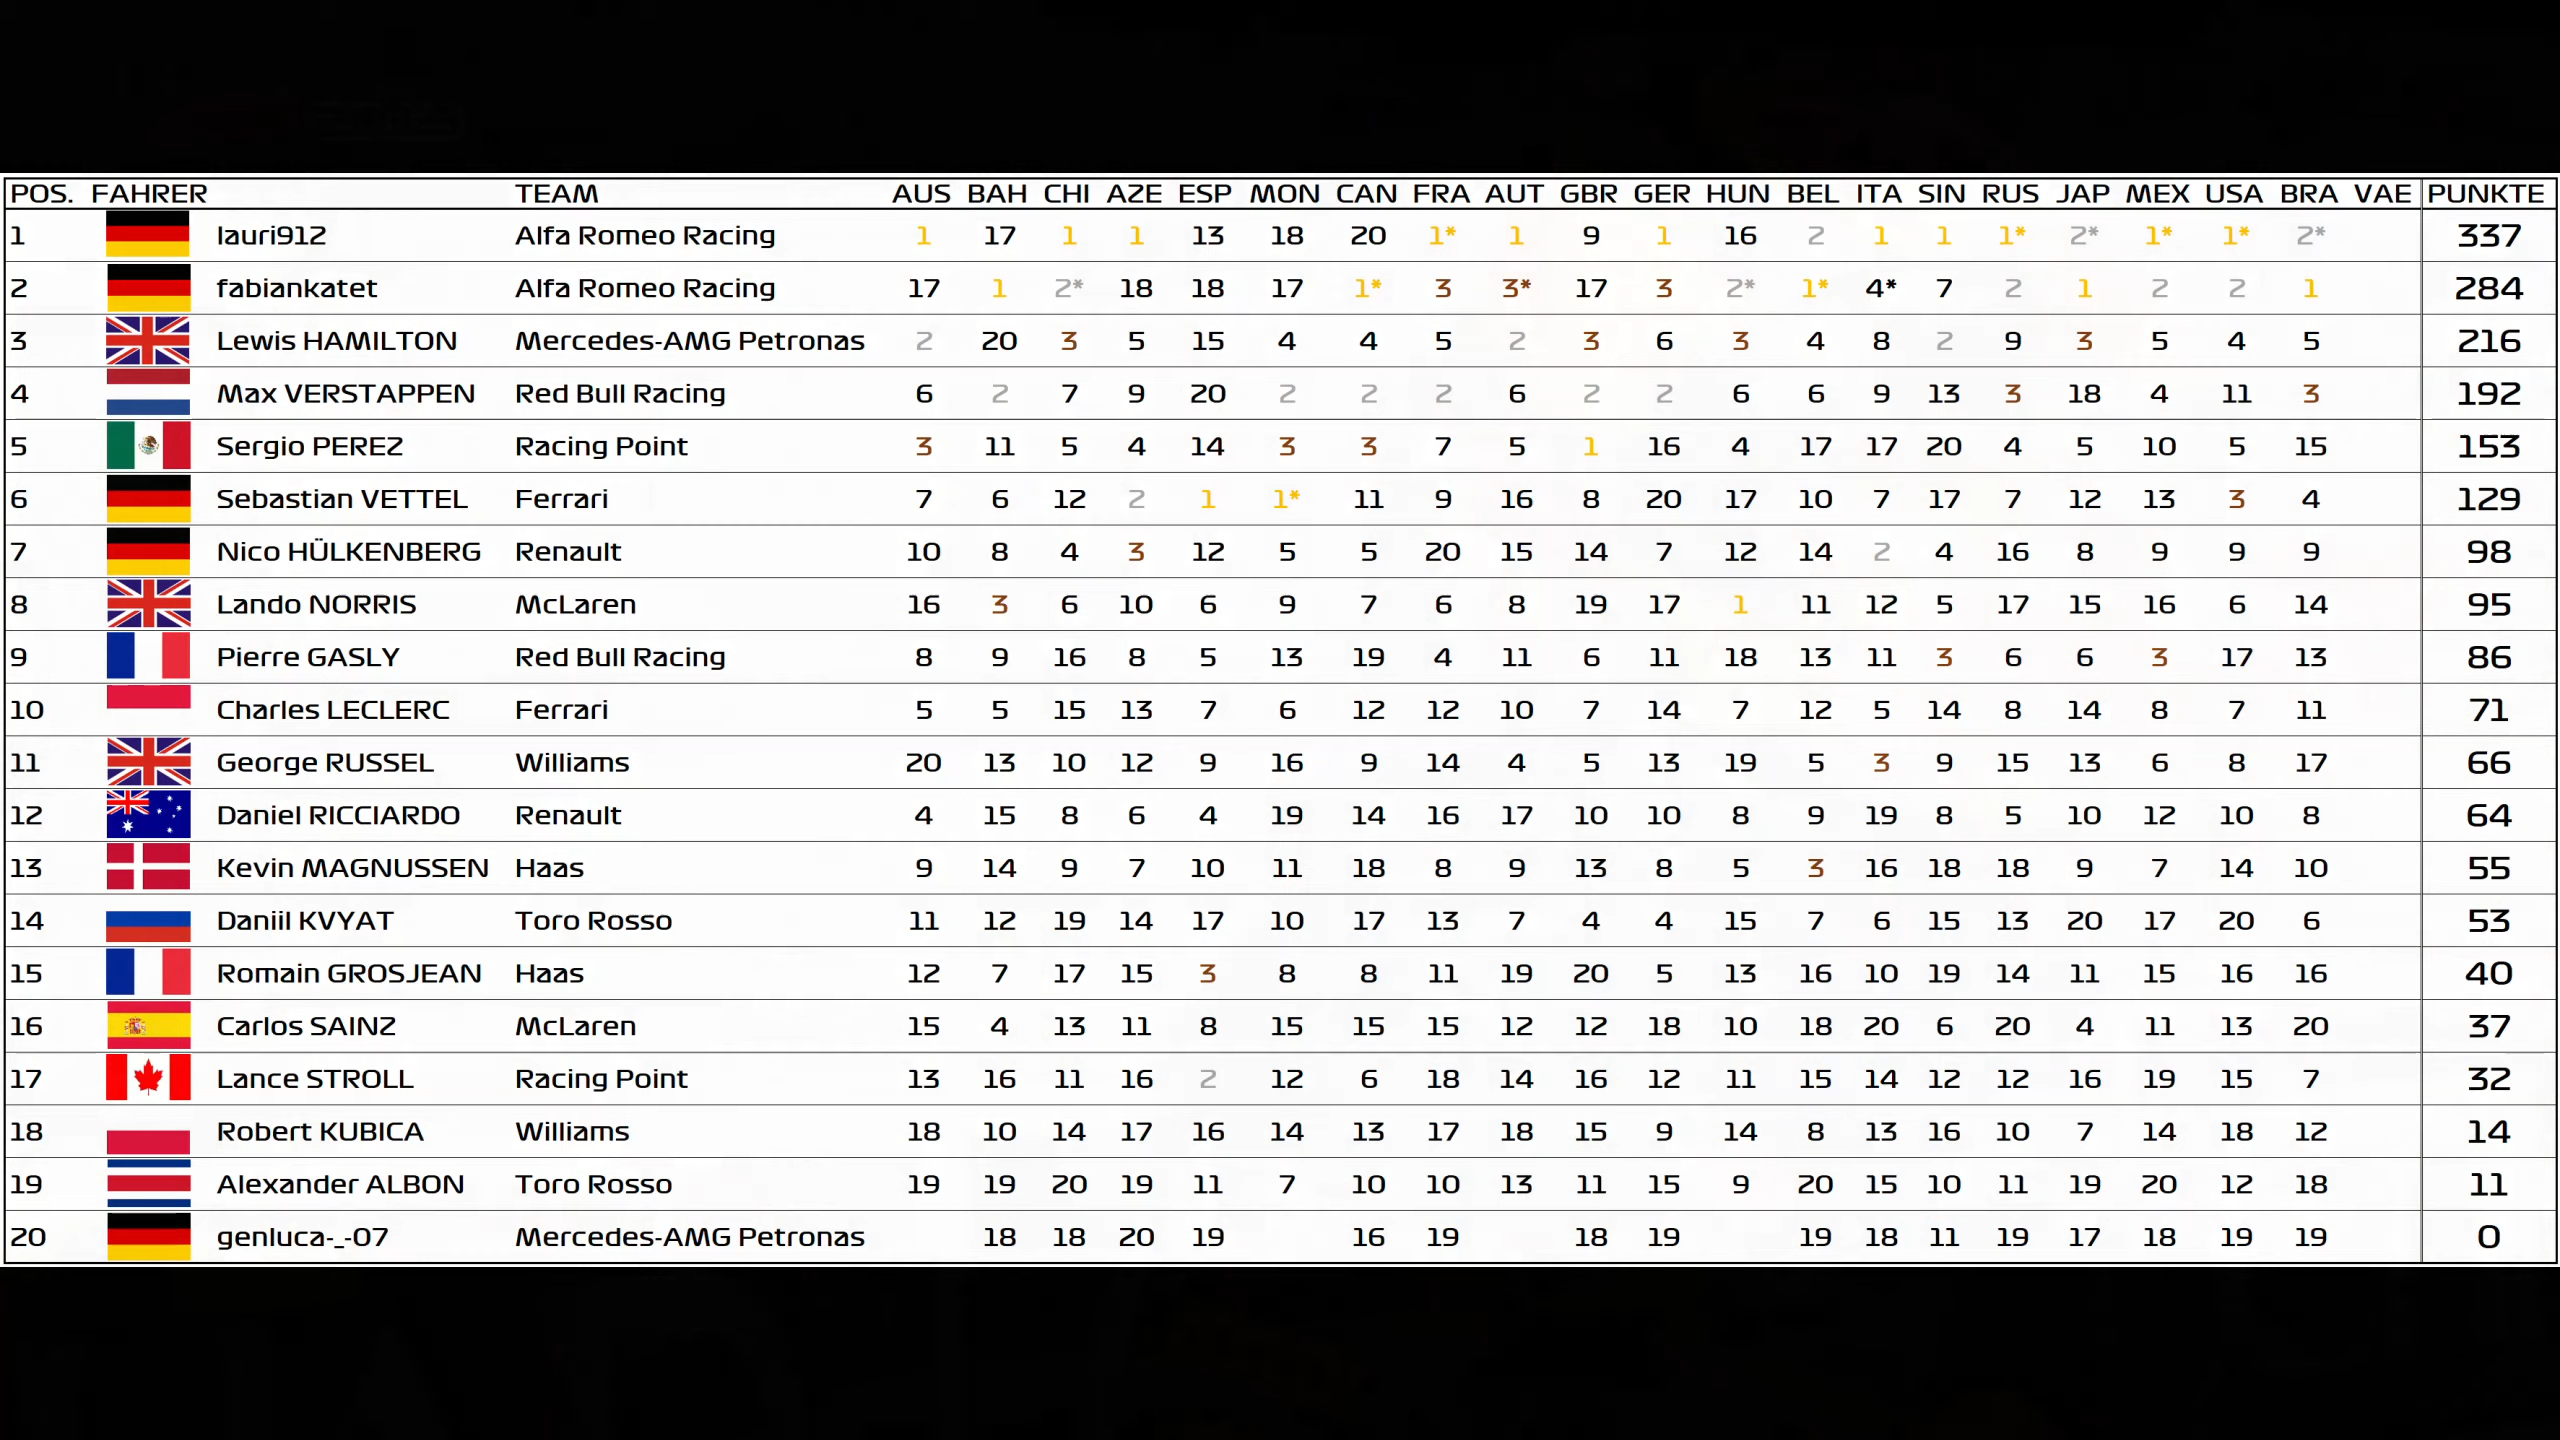 POS. FAHRER TEAM AUS BAH CHI AZE ESP MON CAN FRA AUT GBR GER HUN BEL ITA SIN RUS JAP MEX USA BRA VAE PUNKTE
1 lauri912 Alfa Romeo Racing 1 17 1 1 13 18 20 1* 1 9 1 16 2 1 1 1* 2* 1* 1* 2* 337
2 fabiankatet Alfa Romeo Racing 17 1 2* 18 18 17 1* 3 3* 17 3 2* 1* 4* 7 2 1 2 2 1 284
3 Lewis HAMILTON Mercedes-AMG Petronas 2 20 3 5 15 4 4 5 2 3 6 3 4 8 2 9 3 5 4 5 216
4 Max VERSTAPPEN Red Bull Racing 6 2 7 9 20 2 2 2 6 2 2 6 6 9 13 3 18 4 11 3 192
5 Sergio PEREZ Racing Point 3 11 5 4 14 3 3 7 5 1 16 4 17 17 20 4 5 10 5 15 153
6 Sebastian VETTEL Ferrari 7 6 12 2 1 1* 11 9 16 8 20 17 10 7 17 7 12 13 3 4 129
7 Nico HÜLKENBERG Renault 10 8 4 3 12 5 5 20 15 14 7 12 14 2 4 16 8 9 9 9 98
8 Lando NORRIS McLaren 16 3 6 10 6 9 7 6 8 19 17 1 11 12 5 17 15 16 6 14 95
9 Pierre GASLY Red Bull Racing 8 9 16 8 5 13 19 4 11 6 11 18 13 11 3 6 6 3 17 13 86
10 Charles LECLERC Ferrari 5 5 15 13 7 6 12 12 10 7 14 7 12 5 14 8 14 8 7 11 71
11 George RUSSEL Williams 20 13 10 12 9 16 9 14 4 5 13 19 5 3 9 15 13 6 8 17 66
12 Daniel RICCIARDO Renault 4 15 8 6 4 19 14 16 17 10 10 8 9 19 8 5 10 12 10 8 64
13 Kevin MAGNUSSEN Haas 9 14 9 7 10 11 18 8 9 13 8 5 3 16 18 18 9 7 14 10 55
14 Daniil KVYAT Toro Rosso 11 12 19 14 17 10 17 13 7 4 4 15 7 6 15 13 20 17 20 6 53
15 Romain GROSJEAN Haas 12 7 17 15 3 8 8 11 19 20 5 13 16 10 19 14 11 15 16 16 40
16 Carlos SAINZ McLaren 15 4 13 11 8 15 15 15 12 12 18 10 18 20 6 20 4 11 13 20 37
17 Lance STROLL Racing Point 13 16 11 16 2 12 6 18 14 16 12 11 15 14 12 12 16 19 15 7 32
18 Robert KUBICA Williams 18 10 14 17 16 14 13 17 18 15 9 14 8 13 16 10 7 14 18 12 14
19 Alexander ALBON Toro Rosso 19 19 20 19 11 7 10 10 13 11 15 9 20 15 10 11 19 20 12 18 11
20 genluca-_-07 Mercedes-AMG Petronas 18 18 20 19 16 19 18 19 19 18 11 19 17 18 19 19 0